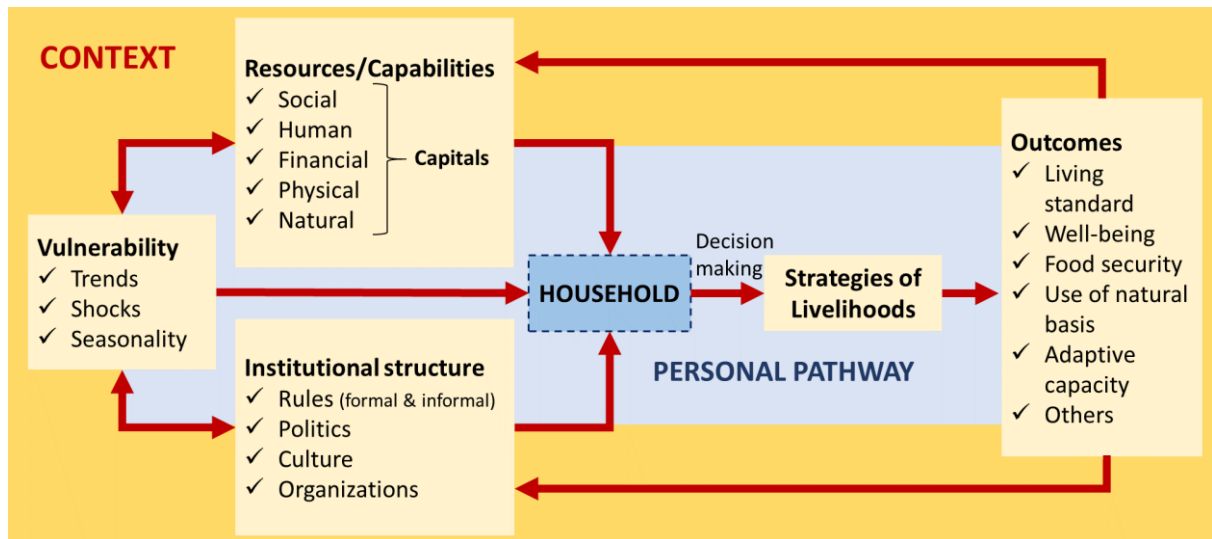 CONTEXT
Resources/Capabilities
✓ Social
✓ Human
✓ Financial
✓ Physical
✓ Natural
Capitals
Vulnerability
✓ Trends
✓ Shocks
✓ Seasonality
Institutional structure
✓ Rules (formal & informal)
✓ Politics
✓ Culture
✓ Organizations
HOUSEHOLD
Decision
making
Strategies of
Livelihoods
PERSONAL PATHWAY
Outcomes
✓ Living
standard
✓ Well-being
✓ Food security
✓ Use of natural
basis
✓ Adaptive
capacity
✓ Others